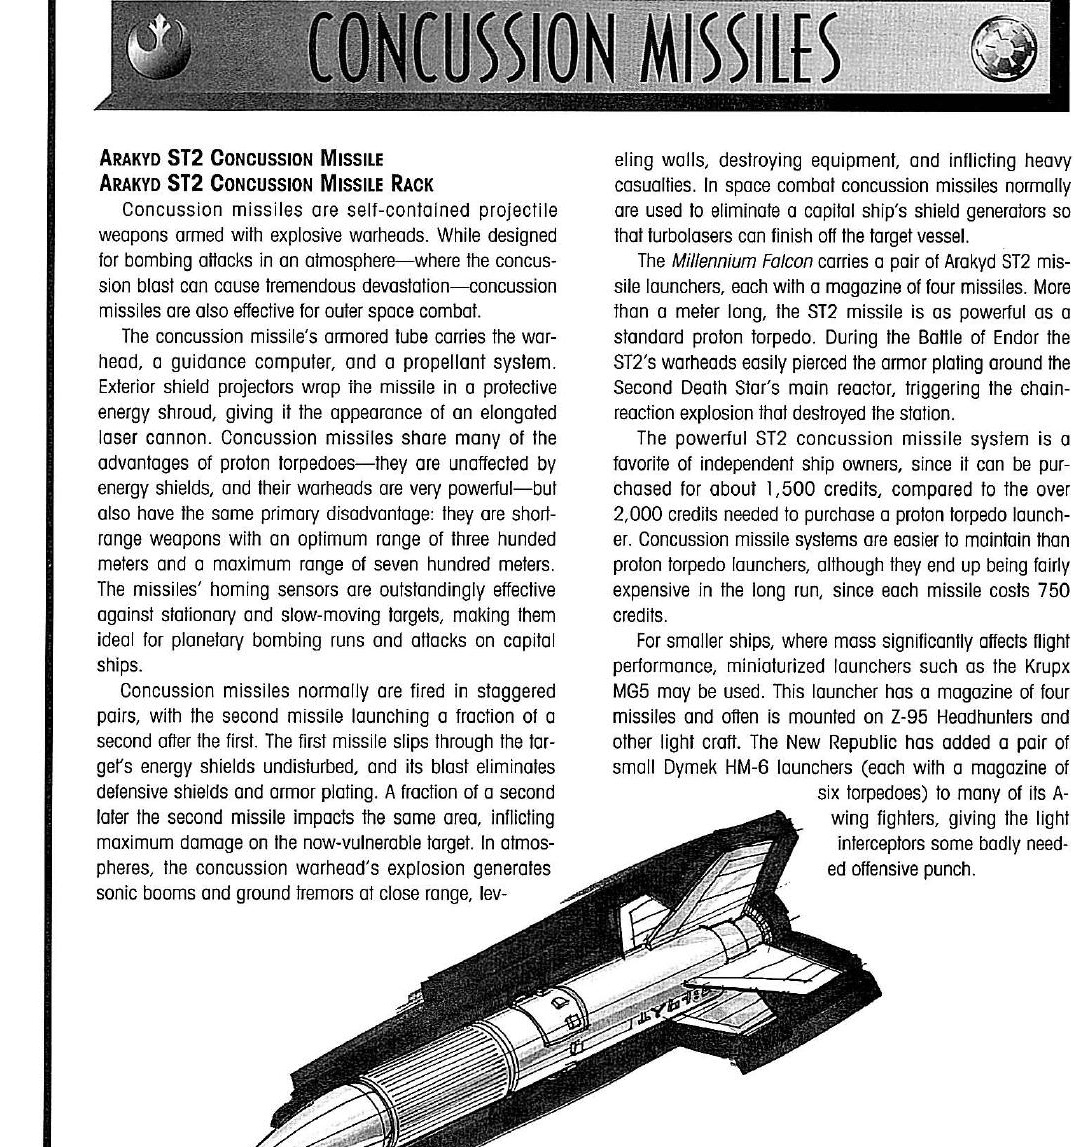 CONCUSSION MISSILES
ARAKYD ST2 CONCUSSION MISSILE
ARAKYD ST2 CONCUSSION MISSILE RACK
Concussion missiles are self-contained projectile
weapons armed with explosive warheads. While designed
for bombing attacks in an atmosphere—where the concus-
sion blast can cause tremendous devastation—concussion
missiles are also effective for outer space combat.
The concussion missile's armored tube carries the war-
head, a guidance computer, and a propellant system.
Exterior shield projectors wrap the missile in a protective
energy shroud, giving it the appearance of an elongated
laser cannon. Concussion missiles share many of the
advantages of proton torpedoes—they are unaffected by
energy shields, and their warheads are very powerful—but
also have the same primary disadvantage: they are short-
range weapons with an optimum range of three hunded
meters and a maximum range of seven hundred meters.
The missiles' homing sensors are outstandingly effective
against stationary and slow-moving targets, making them
ideal for planetary bombing runs and attacks on capital
ships.
Concussion missiles normally are fired in staggered
pairs, with the second missile launching a fraction of a
second after the first. The first missile slips through the tar-
get's energy shields undisturbed, and its blast eliminates
defensive shields and armor plating. A fraction of a second
later the second missile impacts the same area, inflicting
maximum damage on the now-vulnerable target. In atmos-
pheres, the concussion warhead's explosion generates
sonic booms and ground tremors at close range, lev-
eling walls, destroying equipment, and inflicting heavy
casualties. In space combat concussion missiles normally
are used to eliminate a capital ship's shield generators so
that turbolasers can finish off the target vessel.
The Millennium Falcon carries a pair of Arakyd ST2 mis-
sile launchers, each with a magazine of four missiles. More
than a meter long, the ST2 missile is as powerful as a
standard proton torpedo. During the Battle of Endor the
ST2's warheads easily pierced the armor plating around the
Second Death Star's main reactor, triggering the chain-
reaction explosion that destroyed the station.
The powerful ST2 concussion missile system is a
favorite of independent ship owners, since it can be pur-
chased for about 1,500 credits, compared to the over
2,000 credits needed to purchase a proton torpedo launch-
er. Concussion missile systems are easier to maintain than
proton torpedo launchers, although they end up being fairly
expensive in the long run, since each missile costs 750
credits.
For smaller ships, where mass significantly affects flight
performance, miniaturized launchers such as the Krupx
MG5 may be used. This launcher has a magazine of four
missiles and often is mounted on Z-95 Headhunters and
other light craft. The New Republic has added a pair of
small Dymek HM-6 launchers (each with a magazine of
six torpedoes) to many of its A-
wing fighters, giving the light
interceptors some badly need-
ed offensive punch.